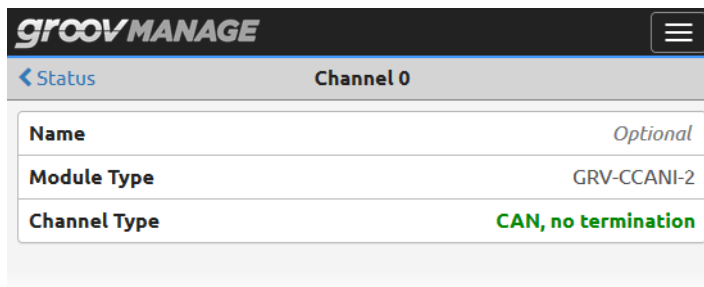 groov MANAGE
Status Channel 0
Name Optional
Module Type GRV-CCANI-2
Channel Type CAN, no termination